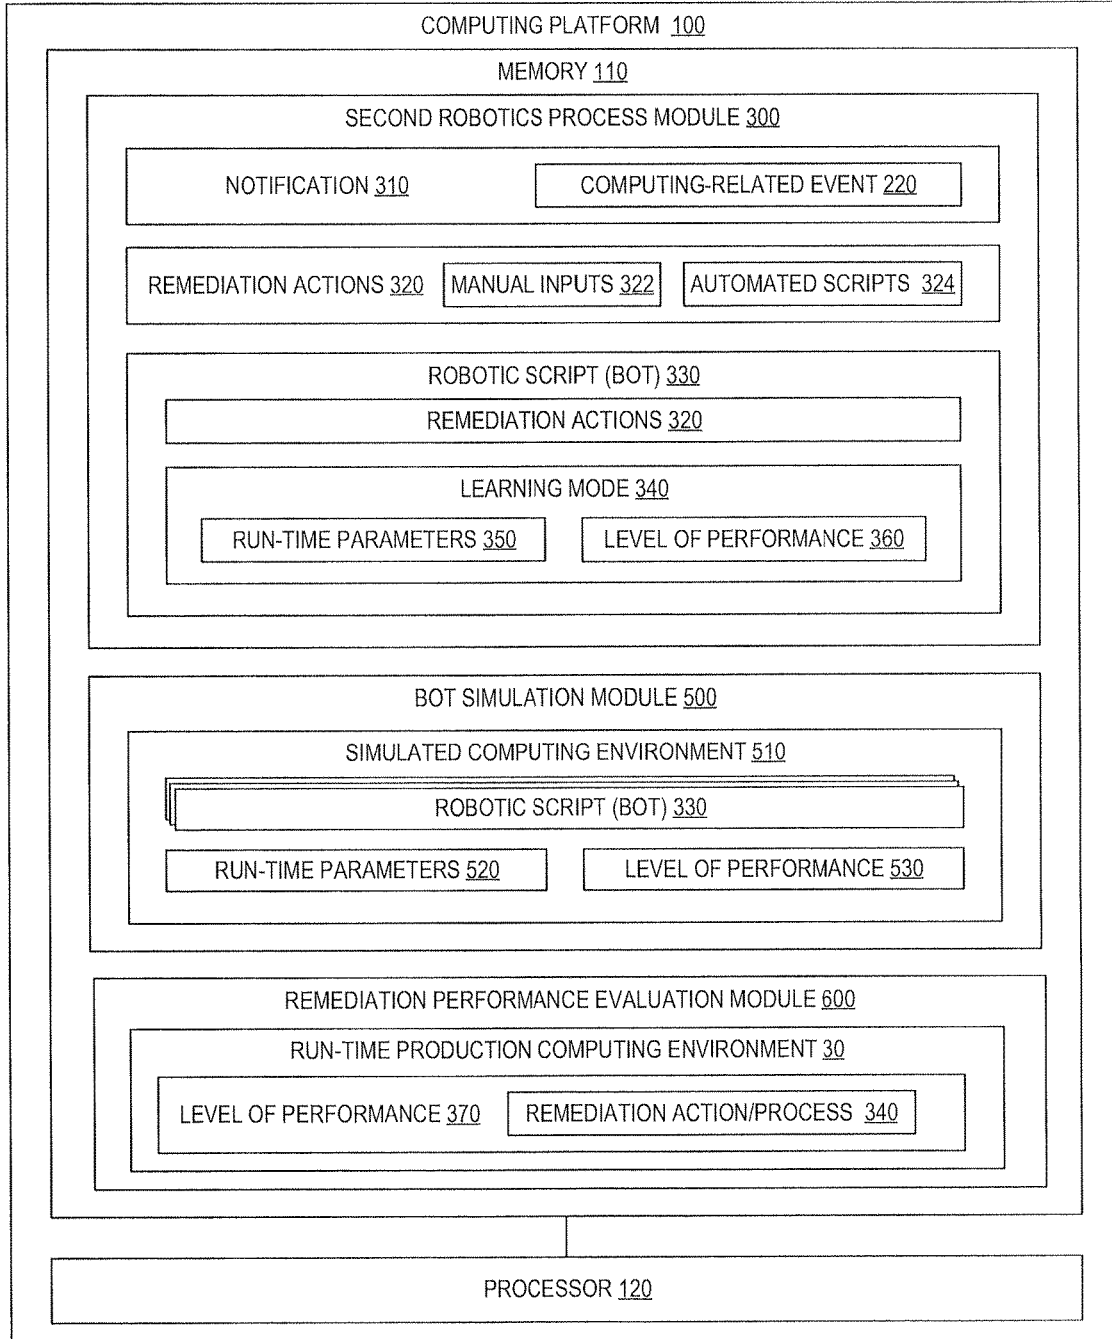 COMPUTING PLATFORM 100
MEMORY 110
SECOND ROBOTICS PROCESS MODULE 300
NOTIFICATION 310
COMPUTING-RELATED EVENT 220
REMEDIATION ACTIONS 320
MANUAL INPUTS 322
AUTOMATED SCRIPTS 324
ROBOTIC SCRIPT (BOT) 330
REMEDIATION ACTIONS 320
LEARNING MODE 340
RUN-TIME PARAMETERS 350
LEVEL OF PERFORMANCE 360
BOT SIMULATION MODULE 500
SIMULATED COMPUTING ENVIRONMENT 510
ROBOTIC SCRIPT (BOT) 330
RUN-TIME PARAMETERS 520
LEVEL OF PERFORMANCE 530
REMEDIATION PERFORMANCE EVALUATION MODULE 600
RUN-TIME PRODUCTION COMPUTING ENVIRONMENT 30
LEVEL OF PERFORMANCE 370
REMEDIATION ACTION/PROCESS 340
PROCESSOR 120